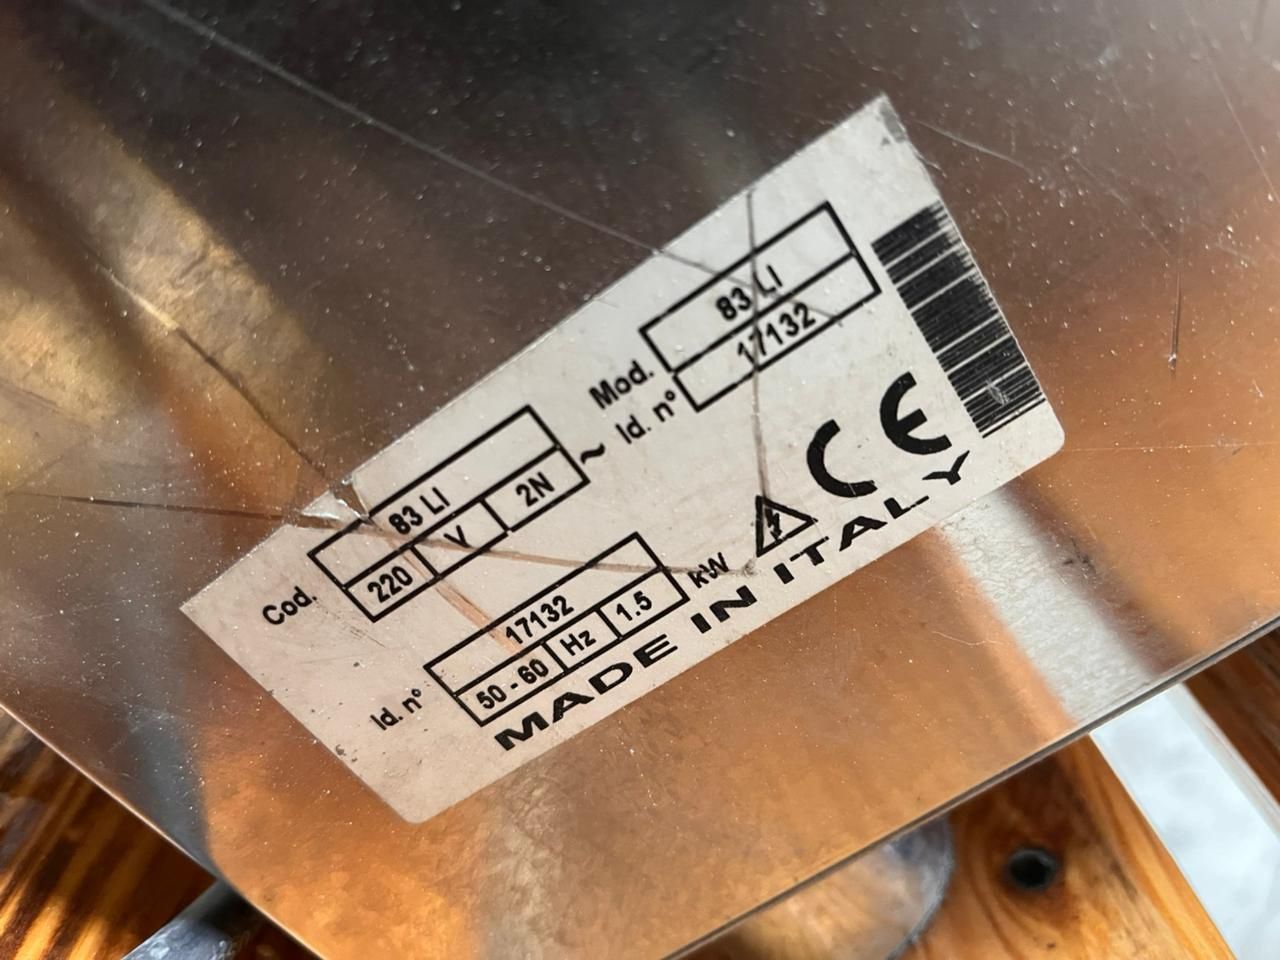 Cod. 83 LI
220 V 2N ~
Mod. 83 LI
Id. n° 17132
Id. n° 17132
50 - 60 Hz 1.5 kW
CE
MADE IN ITALY